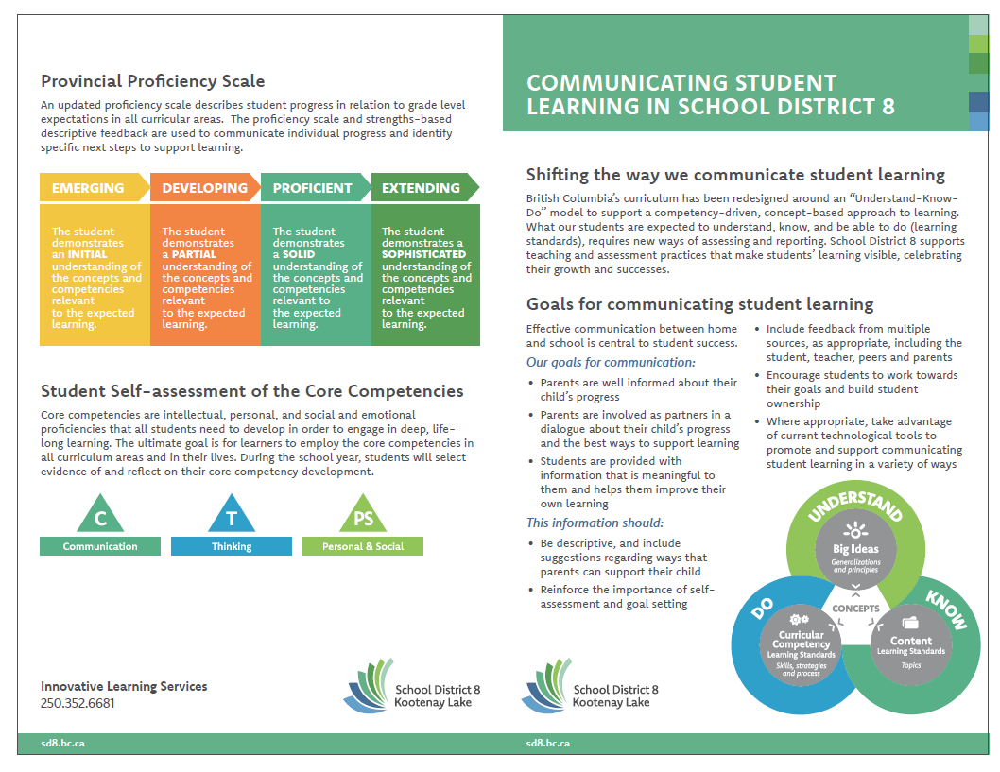 Provincial Proficiency Scale
An updated proficiency scale describes student progress in relation to grade level
expectations in all curricular areas.  The proficiency scale and strengths-based
descriptive feedback are used to communicate individual progress and identify
specific next steps to support learning.
EMERGING
DEVELOPING
PROFICIENT
EXTENDING
The student
demonstrates
an INITIAL
understanding of
the concepts and
competencies
relevant
to the expected
learning.
The student
demonstrates
a PARTIAL
understanding of
the concepts and
competencies
relevant
to the expected
learning.
The student
demonstrates
a SOLID
understanding of
the concepts and
competencies
relevant to
the expected
learning.
The student
demonstrates a
SOPHISTICATED
understanding of
the concepts and
competencies
relevant
to the expected
learning.
Student Self-assessment of the Core Competencies
Core competencies are intellectual, personal, and social and emotional
proficiencies that all students need to develop in order to engage in deep, life-
long learning. The ultimate goal is for learners to employ the core competencies in
all curriculum areas and in their lives. During the school year, students will select
evidence of and reflect on their core competency development.
C
Communication
T
Thinking
PS
Personal & Social
Innovative Learning Services
250.352.6681
School District 8
Kootenay Lake
sd8.bc.ca
COMMUNICATING STUDENT
LEARNING IN SCHOOL DISTRICT 8
Shifting the way we communicate student learning
British Columbia's curriculum has been redesigned around an "Understand-Know-
Do" model to support a competency-driven, concept-based approach to learning.
What our students are expected to understand, know, and be able to do (learning
standards), requires new ways of assessing and reporting. School District 8 supports
teaching and assessment practices that make students' learning visible, celebrating
their growth and successes.
Goals for communicating student learning
Effective communication between home
and school is central to student success.
Our goals for communication:
• Parents are well informed about their
child's progress
• Parents are involved as partners in a
dialogue about their child's progress
and the best ways to support learning
• Students are provided with
information that is meaningful to
them and helps them improve their
own learning
This information should:
• Be descriptive, and include
suggestions regarding ways that
parents can support their child
• Reinforce the importance of self-
assessment and goal setting
• Include feedback from multiple
sources, as appropriate, including the
student, teacher, peers and parents
• Encourage students to work towards
their goals and build student
ownership
• Where appropriate, take advantage
of current technological tools to
promote and support communicating
student learning in a variety of ways
UNDERSTAND
Big Ideas
Generalizations
and principles
CONCEPTS
DO
Curricular
Competency
Learning Standards
Skills, strategies
and process
KNOW
Content
Learning Standards
Topics
School District 8
Kootenay Lake
sd8.bc.ca